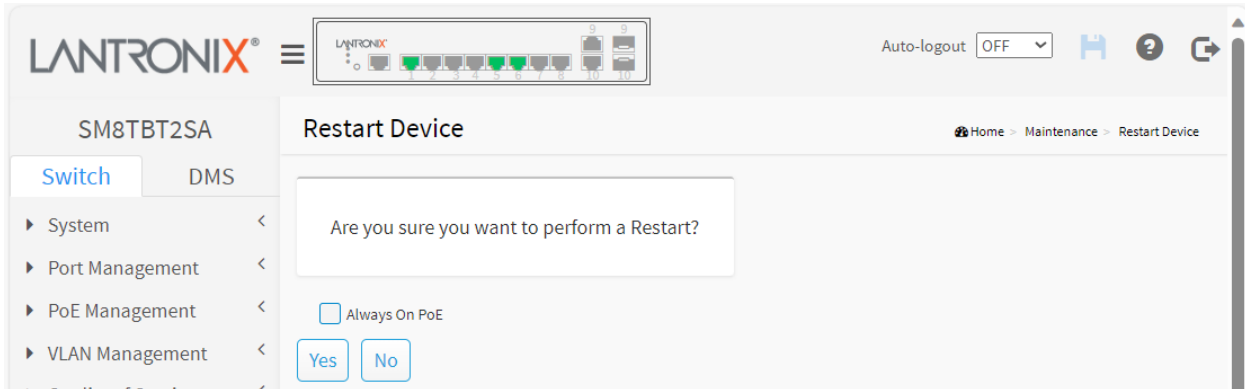 LANTRONIX®
LANTRONIX
9 9
1 2 3 4 5 6 7 8 10 10
Auto-logout OFF
SM8TBT2SA
Switch DMS
System
Port Management
PoE Management
VLAN Management
Restart Device
Home > Maintenance > Restart Device
Are you sure you want to perform a Restart?
Always On PoE
Yes No